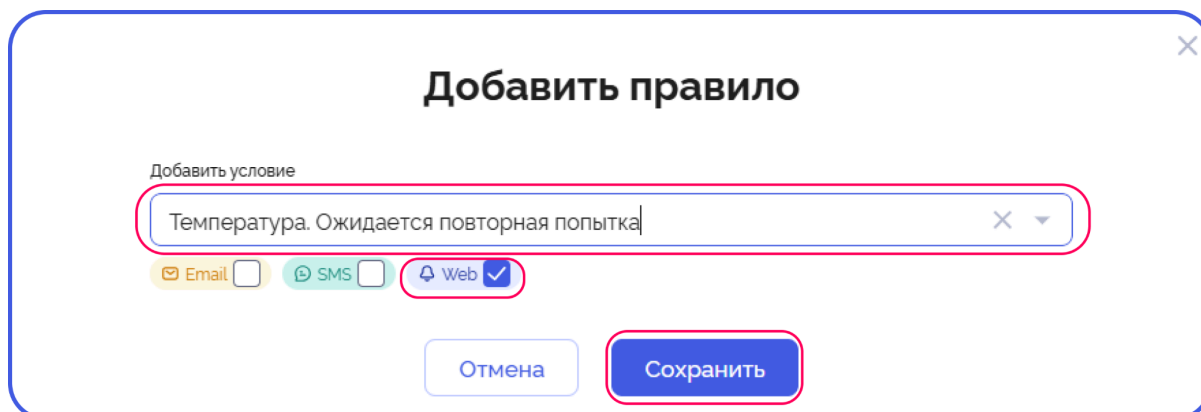 Добавить правило
Добавить условие
Температура. Ожидается повторная попытка
Email SMS Web
Отмена Сохранить